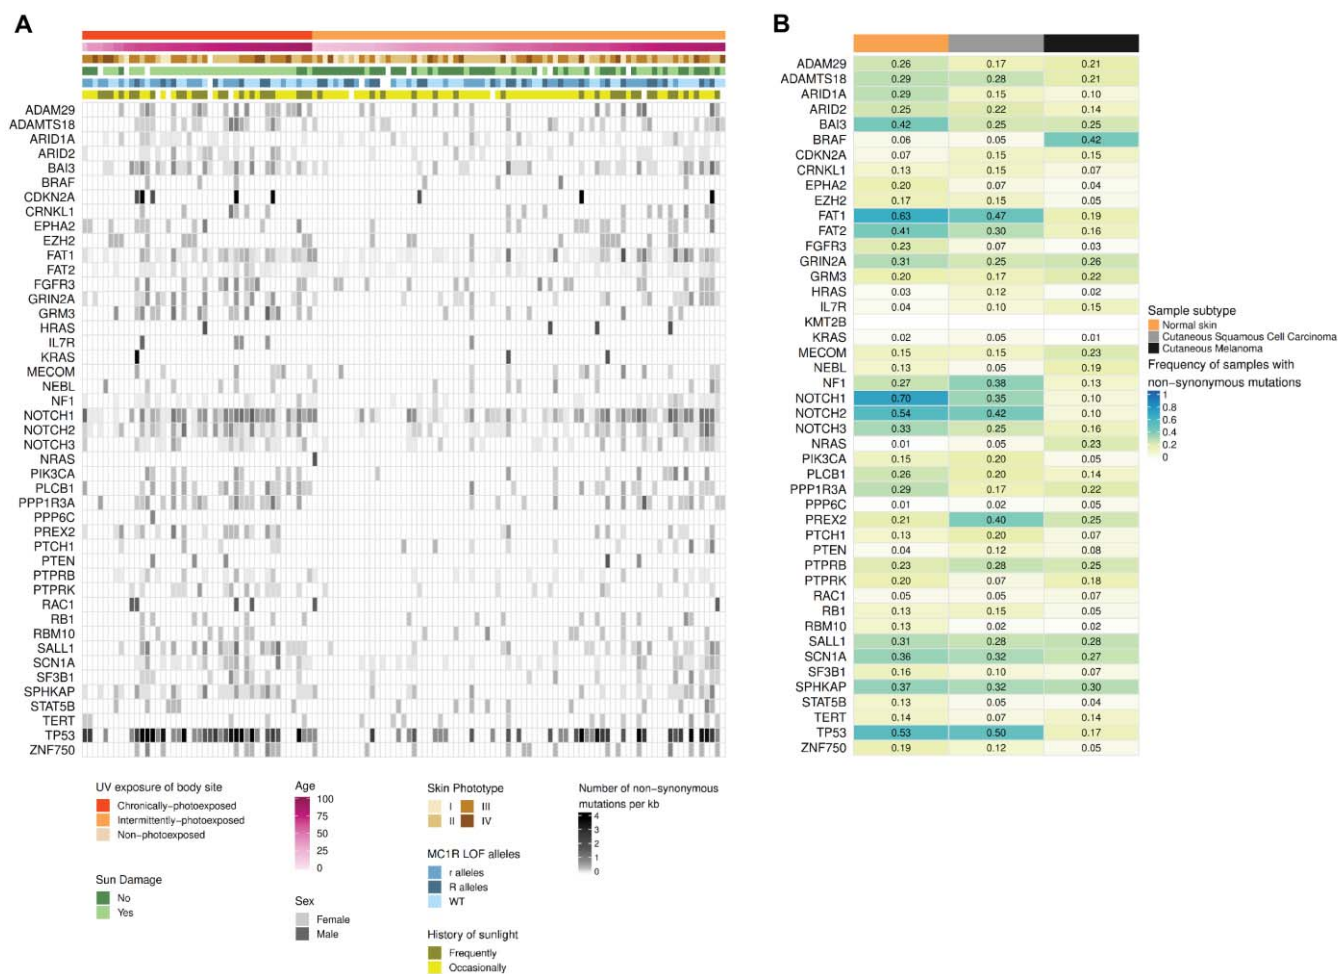 A
ADAM29
ADAMTS18
ARID1A
ARID2
BAI3
BRAF
CDKN2A
CRNKL1
EPHA2
EZH2
FAT1
FAT2
FGFR3
GRIN2A
GRM3
HRAS
IL7R
KRAS
MECOM
NEBL
NF1
NOTCH1
NOTCH2
NOTCH3
NRAS
PIK3CA
PLCB1
PPP1R3A
PPP6C
PREX2
PTCH1
PTEN
PTPRB
PTPRK
RAC1
RB1
RBM10
SALL1
SCN1A
SF3B1
SPHKAP
STAT5B
TERT
TP53
ZNF750
UV exposure of body site
Chronically-photoexposed
Intermittently-photoexposed
Non-photoexposed
Sun Damage
No
Yes
Age
100
75
50
25
0
Sex
Female
Male
Skin Phototype
I III
II IV
MC1R LOF alleles
r alleles
R alleles
WT
History of sunlight
Frequently
Occasionally
Number of non-synonymous
mutations per kb
4
3
2
1
0
B
ADAM29 0.26 0.17 0.21
ADAMTS18 0.29 0.28 0.21
ARID1A 0.29 0.15 0.10
ARID2 0.25 0.22 0.14
BAI3 0.42 0.25 0.25
BRAF 0.06 0.05 0.42
CDKN2A 0.07 0.15 0.15
CRNKL1 0.13 0.15 0.07
EPHA2 0.20 0.07 0.04
EZH2 0.17 0.15 0.05
FAT1 0.63 0.47 0.19
FAT2 0.41 0.30 0.16
FGFR3 0.23 0.07 0.03
GRIN2A 0.31 0.25 0.26
GRM3 0.20 0.17 0.22
HRAS 0.03 0.12 0.02
IL7R 0.04 0.10 0.15
KMT2B
KRAS 0.02 0.05 0.01
MECOM 0.15 0.15 0.23
NEBL 0.13 0.05 0.19
NF1 0.27 0.38 0.13
NOTCH1 0.70 0.35 0.10
NOTCH2 0.54 0.42 0.10
NOTCH3 0.33 0.25 0.16
NRAS 0.01 0.05 0.23
PIK3CA 0.15 0.20 0.05
PLCB1 0.26 0.20 0.14
PPP1R3A 0.29 0.17 0.22
PPP6C 0.01 0.02 0.05
PREX2 0.21 0.40 0.25
PTCH1 0.13 0.20 0.07
PTEN 0.04 0.12 0.08
PTPRB 0.23 0.28 0.25
PTPRK 0.20 0.07 0.18
RAC1 0.05 0.05 0.07
RB1 0.13 0.15 0.05
RBM10 0.13 0.02 0.02
SALL1 0.31 0.28 0.28
SCN1A 0.36 0.32 0.27
SF3B1 0.16 0.10 0.07
SPHKAP 0.37 0.32 0.30
STAT5B 0.13 0.05 0.04
TERT 0.14 0.07 0.14
TP53 0.53 0.50 0.17
ZNF750 0.19 0.12 0.05
Sample subtype
Normal skin
Cutaneous Squamous Cell Carcinoma
Cutaneous Melanoma
Frequency of Samples with
non-synonymous mutations
1
0.8
0.6
0.4
0.2
0